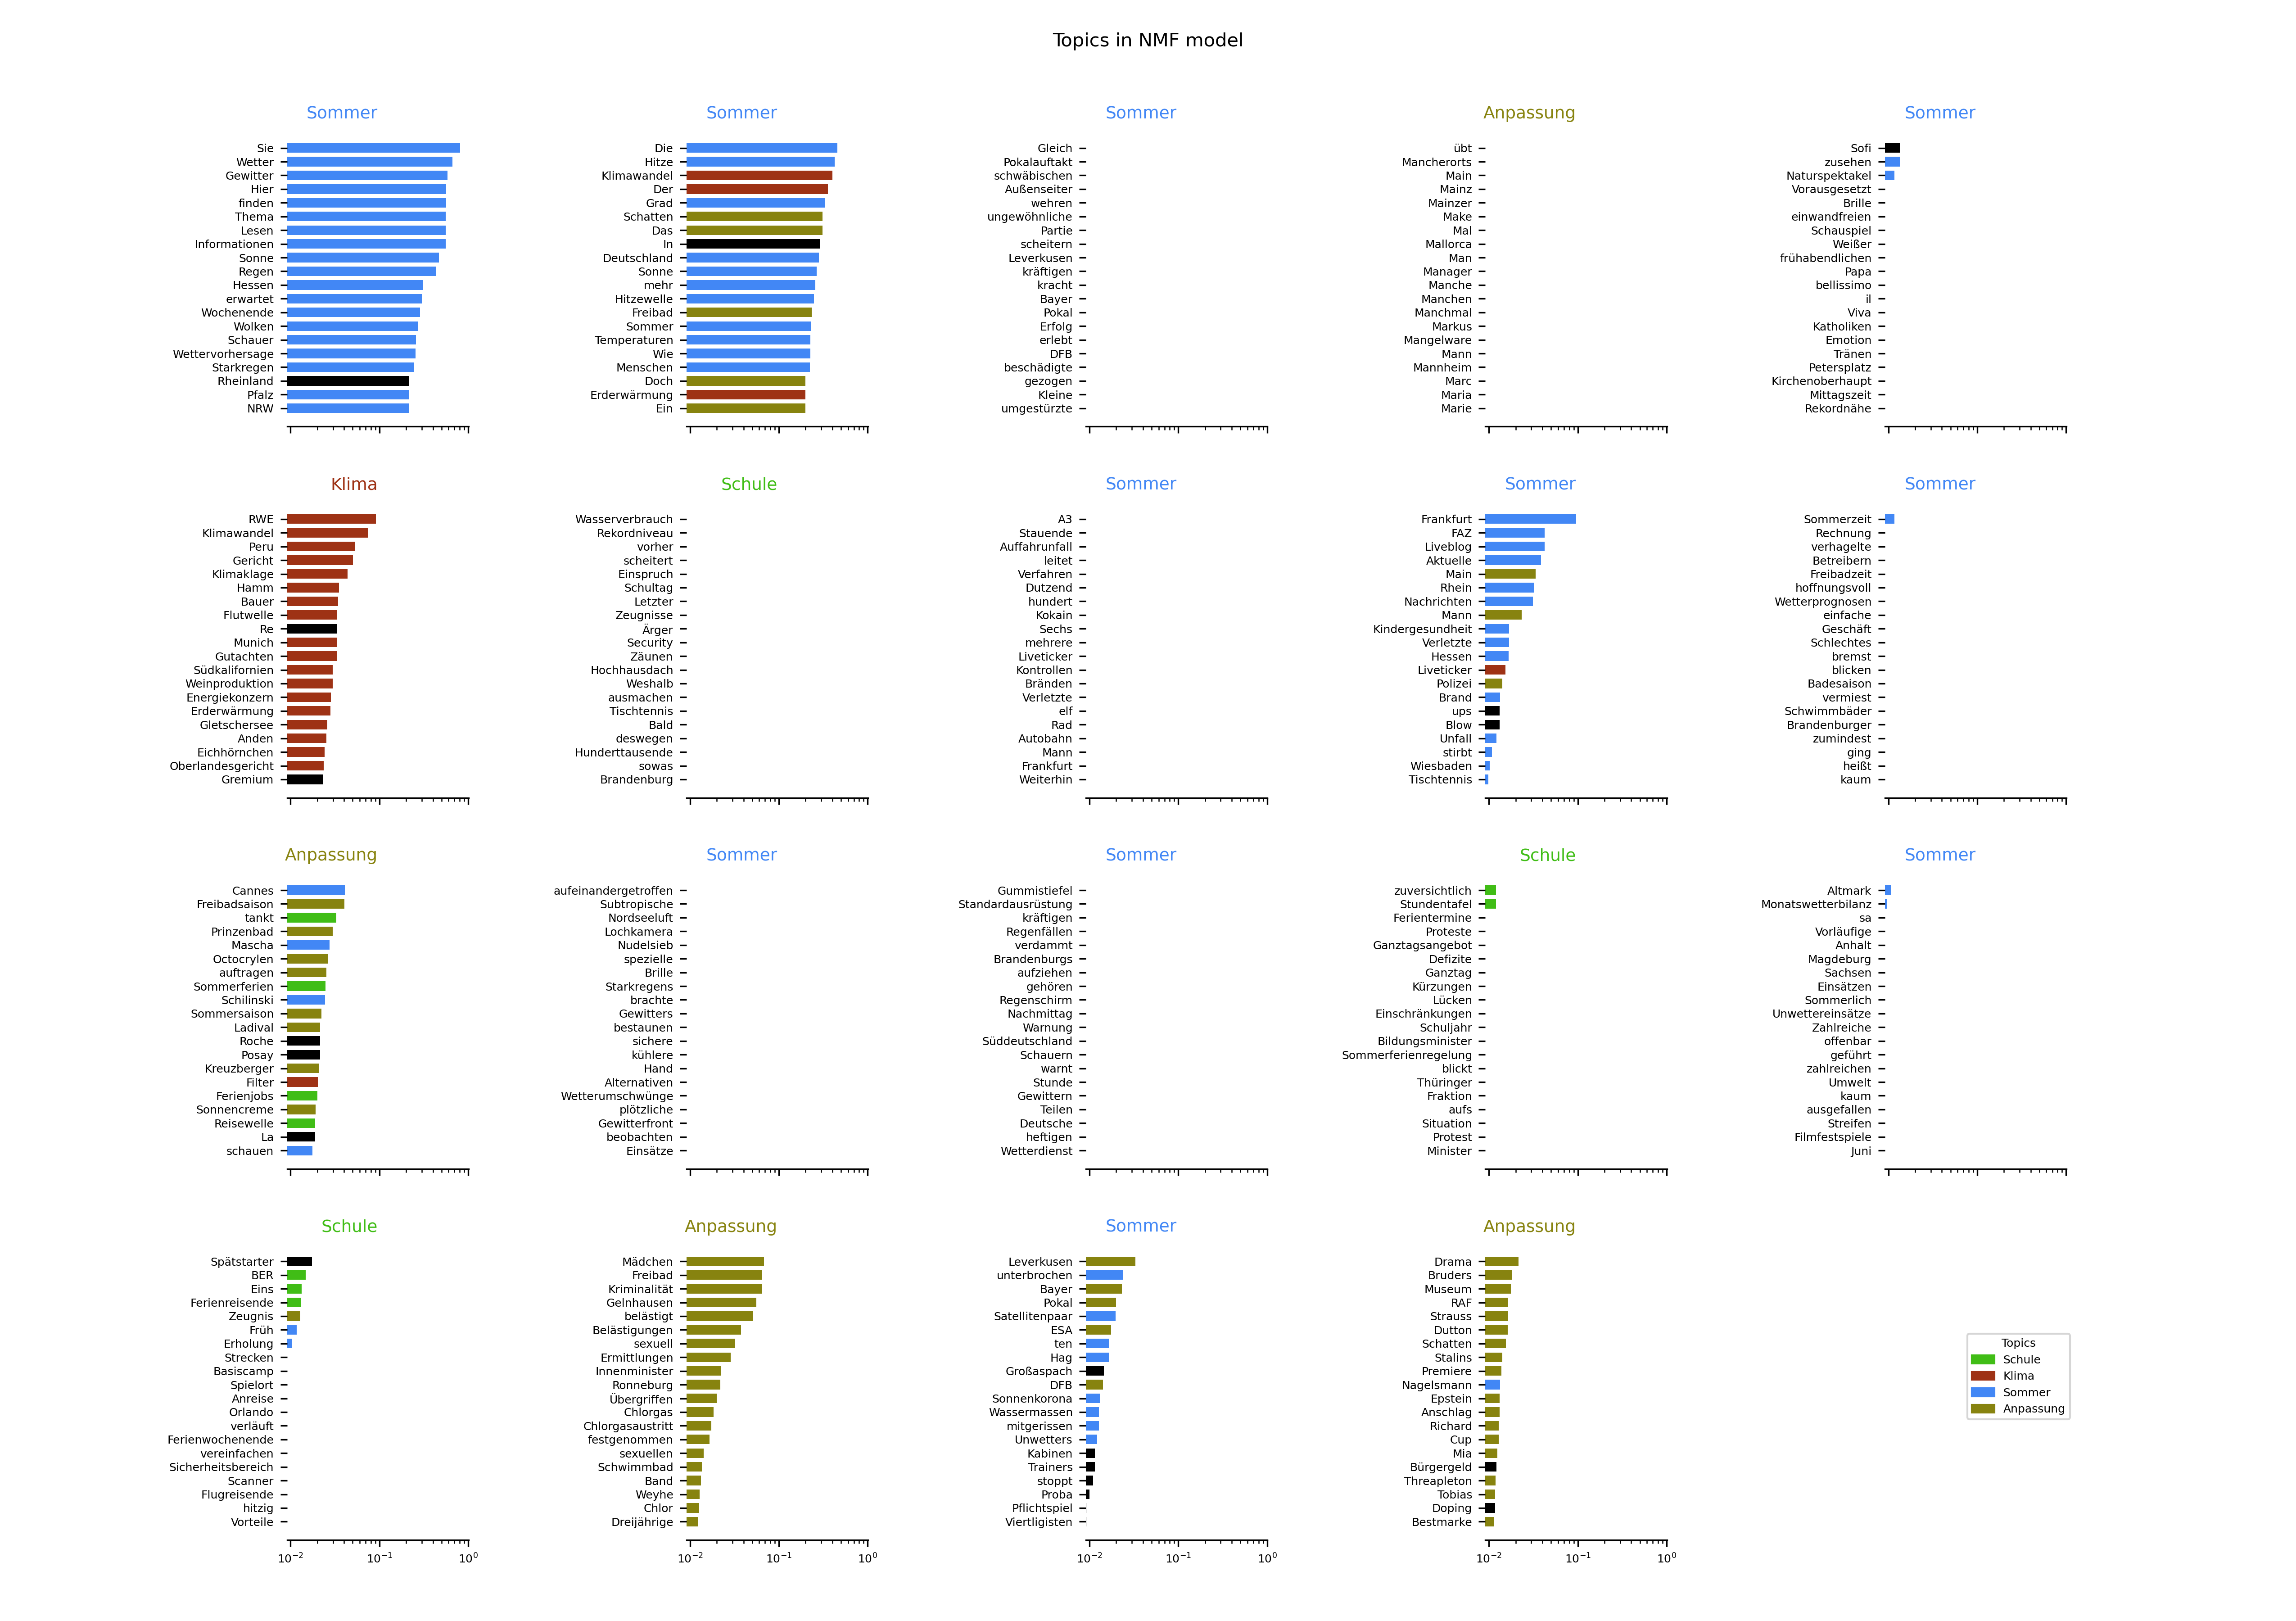 Topics in NMF model
Sommer
Sie
Wetter
Gewitter
Hier
finden
Thema
Lesen
Informationen
Sonne
Regen
Hessen
erwartet
Wochenende
Wolken
Schauer
Wettervorhersage
Starkregen
Rheinland
Pfalz
NRW
Sommer
Die
Hitze
Klimawandel
Der
Grad
Schatten
Das
In
Deutschland
Sonne
mehr
Hitzewelle
Freibad
Sommer
Temperaturen
Wie
Menschen
Doch
Erderwärmung
Ein
Sommer
Gleich
Pokalauftakt
schwäbischen
Außenseiter
wehren
ungewöhnliche
Partie
scheitern
Leverkusen
kräftigen
kracht
Bayer
Pokal
Erfolg
erlebt
DFB
beschädigte
gezogen
Kleine
umgestürzte
Anpassung
übt
Mancherorts
Main
Mainz
Mainzer
Make
Mal
Mallorca
Man
Manager
Manche
Manchen
Manchmal
Markus
Mangelware
Mann
Mannheim
Marc
Maria
Marie
Sommer
Sofi
zusehen
Naturspektakel
Vorausgesetzt
Brille
einwandfreien
Schauspiel
Weißer
frühabendlichen
Papa
bellissimo
il
Viva
Katholiken
Emotion
Tränen
Petersplatz
Kirchenoberhaupt
Mittagszeit
Rekordnähe
Klima
RWE
Klimawandel
Peru
Gericht
Klimaklage
Hamm
Bauer
Flutwelle
Re
Munich
Gutachten
Südkalifornien
Weinproduktion
Energiekonzern
Erderwärmung
Gletschersee
Anden
Eichhörnchen
Oberlandesgericht
Gremium
Schule
Wasserverbrauch
Rekordniveau
vorher
scheitert
Einspruch
Schultag
Letzter
Zeugnisse
Ärger
Security
Zäunen
Hochhausdach
Weshalb
ausmachen
Tischtennis
Bald
deswegen
Hunderttausende
sowas
Brandenburg
Sommer
A3
Stauende
Auffahrunfall
leitet
Verfahren
Dutzend
hundert
Kokain
Sechs
mehrere
Liveticker
Kontrollen
Bränden
Verletzte
elf
Rad
Autobahn
Mann
Frankfurt
Weiterhin
Sommer
Frankfurt
FAZ
Liveblog
Aktuelle
Main
Rhein
Nachrichten
Mann
Kindergesundheit
Verletzte
Hessen
Liveticker
Polizei
Brand
ups
Blow
Unfall
stirbt
Wiesbaden
Tischtennis
Sommer
Sommerzeit
Rechnung
verhagelte
Betreibern
Freibadzeit
hoffnungsvoll
Wetterprognosen
einfache
Geschäft
Schlechtes
bremst
blicken
Badesaison
vermiest
Schwimmbäder
Brandenburger
zumindest
ging
heißt
kaum
Anpassung
Cannes
Freibadsaison
tankt
Prinzenbad
Mascha
Octocrylen
auftragen
Sommerferien
Schilinski
Sommersaison
Ladival
Roche
Posay
Kreuzberger
Filter
Ferienjobs
Sonnencreme
Reisewelle
La
schauen
Sommer
aufeinandergetroffen
Subtropische
Nordseeluft
Lochkamera
Nudelsieb
spezielle
Brille
Starkregens
brachte
Gewitters
bestaunen
sichere
kühlere
Hand
Alternativen
Wetterumschwünge
plötzliche
Gewitterfront
beobachten
Einsätze
Sommer
Gummistiefel
Standardausrüstung
kräftigen
Regenfällen
verdammt
Brandenburgs
aufziehen
gehören
Regenschirm
Nachmittag
Warnung
Süddeutschland
Schauern
warnt
Stunde
Gewittern
Teilen
Deutsche
heftigen
Wetterdienst
Schule
zuversichtlich
Stundentafel
Ferientermine
Proteste
Ganztagsangebot
Defizite
Ganztag
Kürzungen
Lücken
Einschränkungen
Schuljahr
Bildungsminister
Sommerferienregelung
blickt
Thüringer
Fraktion
aufs
Situation
Protest
Minister
Sommer
Altmark
Monatswetterbilanz
sa
Vorläufige
Anhalt
Magdeburg
Sachsen
Einsätzen
Sommerlich
Unwettereinsätze
Zahlreiche
offenbar
geführt
zahlreichen
Umwelt
kaum
ausgefallen
Streifen
Filmfestspiele
Juni
Schule
Spätstarter
BER
Eins
Ferienreisende
Zeugnis
Früh
Erholung
Strecken
Basiscamp
Spielort
Anreise
Orlando
verläuft
Ferienwochenende
vereinfachen
Sicherheitsbereich
Scanner
Flugreisende
hitzig
Vorteile
10⁻² 10⁻¹ 10⁰
Anpassung
Mädchen
Freibad
Kriminalität
Gelnhausen
belästigt
Belästigungen
sexuell
Ermittlungen
Innenminister
Ronneburg
Übergriffen
Chlorgas
Chlorgasaustritt
festgenommen
sexuellen
Schwimmbad
Band
Weyhe
Chlor
Dreijährige
10⁻² 10⁻¹ 10⁰
Sommer
Leverkusen
unterbrochen
Bayer
Pokal
Satellitenpaar
ESA
ten
Hag
Großaspach
DFB
Sonnenkorona
Wassermassen
mitgerissen
Unwetters
Kabinen
Trainers
stoppt
Proba
Pflichtspiel
Viertligisten
10⁻² 10⁻¹ 10⁰
Anpassung
Drama
Bruders
Museum
RAF
Strauss
Dutton
Schatten
Stalins
Premiere
Nagelsmann
Epstein
Anschlag
Richard
Cup
Mia
Bürgergeld
Threapleton
Tobias
Doping
Bestmarke
10⁻² 10⁻¹ 10⁰
Topics
Schule
Klima
Sommer
Anpassung